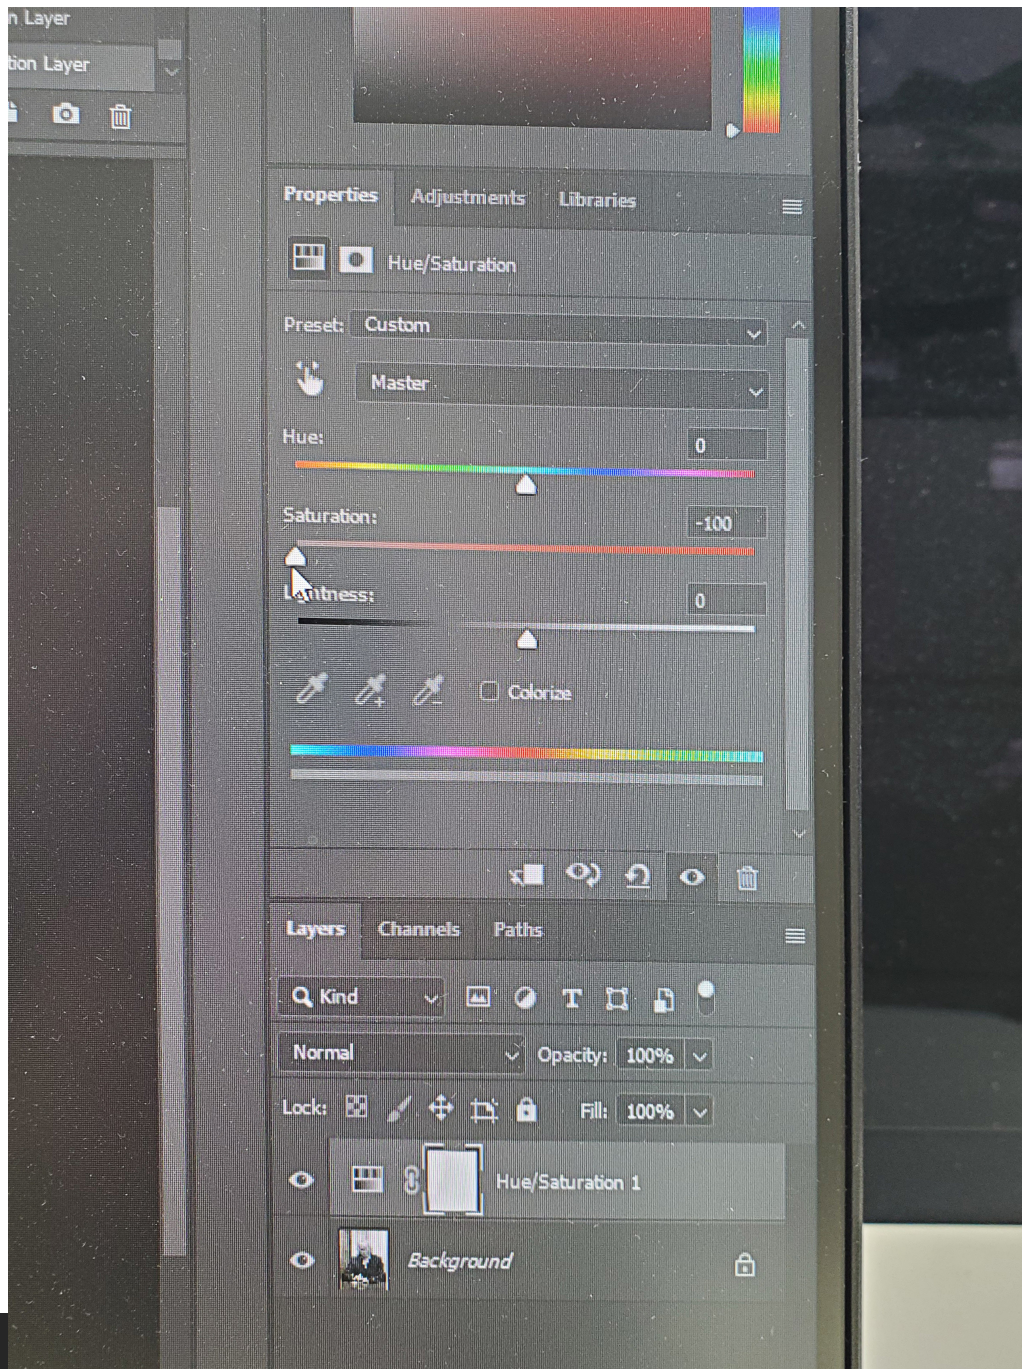 n Layer
tion Layer
Properties Adjustments Libraries
Hue/Saturation
Preset: Custom
Master
Hue: 0
Saturation: -100
Lightness: 0
Colorize
Layers Channels Paths
Kind
Normal Opacity: 100%
Lock: Fill: 100%
Hue/Saturation 1
Background